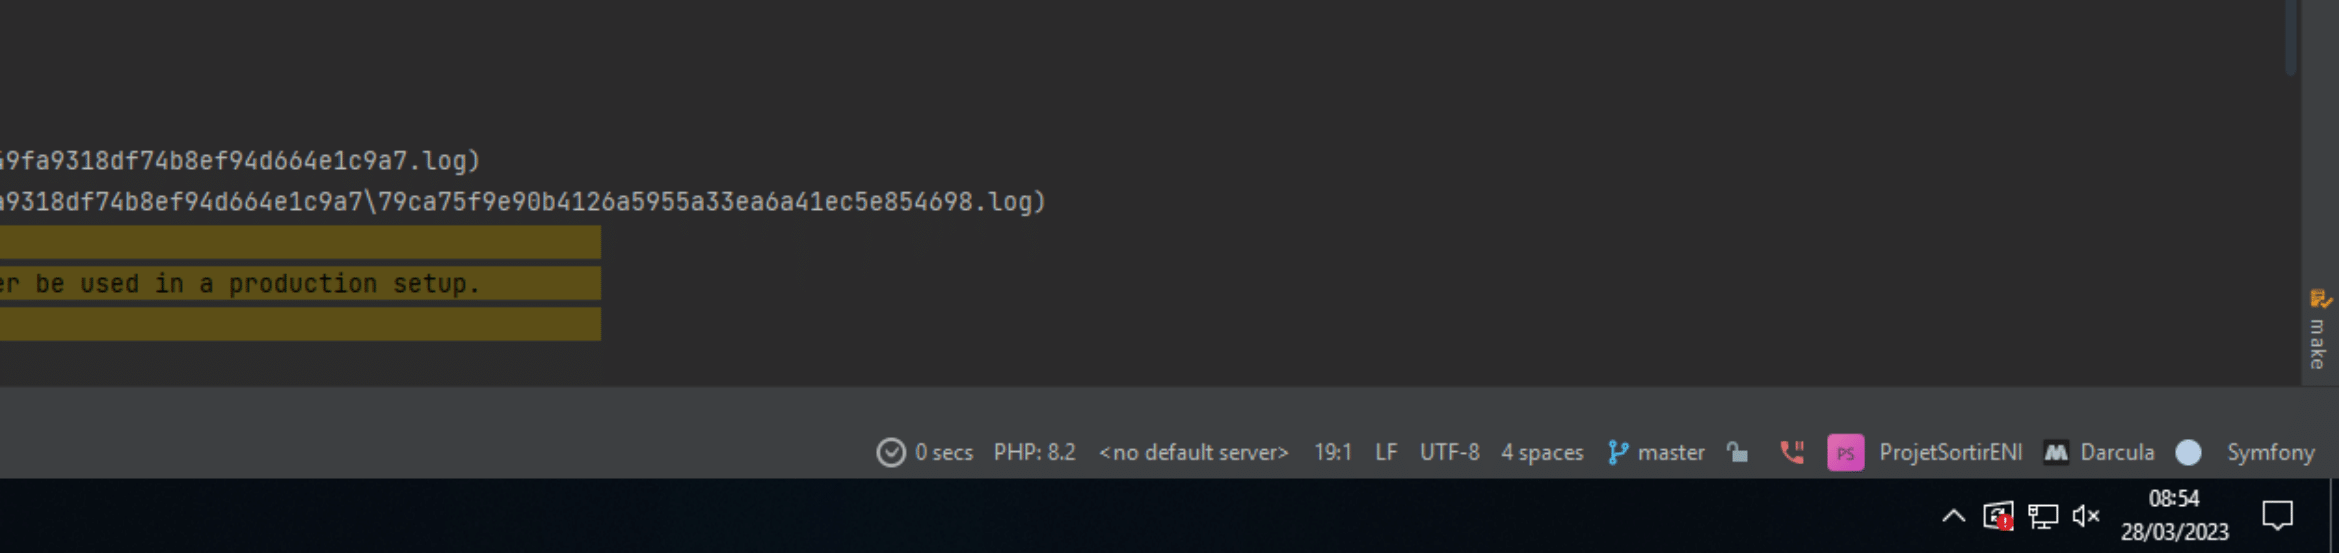 49fa9318df74b8ef94d664e1c9a7.log)
a9318df74b8ef94d664e1c9a7\79ca75f9e90b4126a5955a33ea6a41ec5e854698.log)
er be used in a production setup.
make
0 secs PHP: 8.2 <no default server> 19:1 LF UTF-8 4 spaces master PS ProjetSortirENI M Darcula Symfony
08:54
28/03/2023